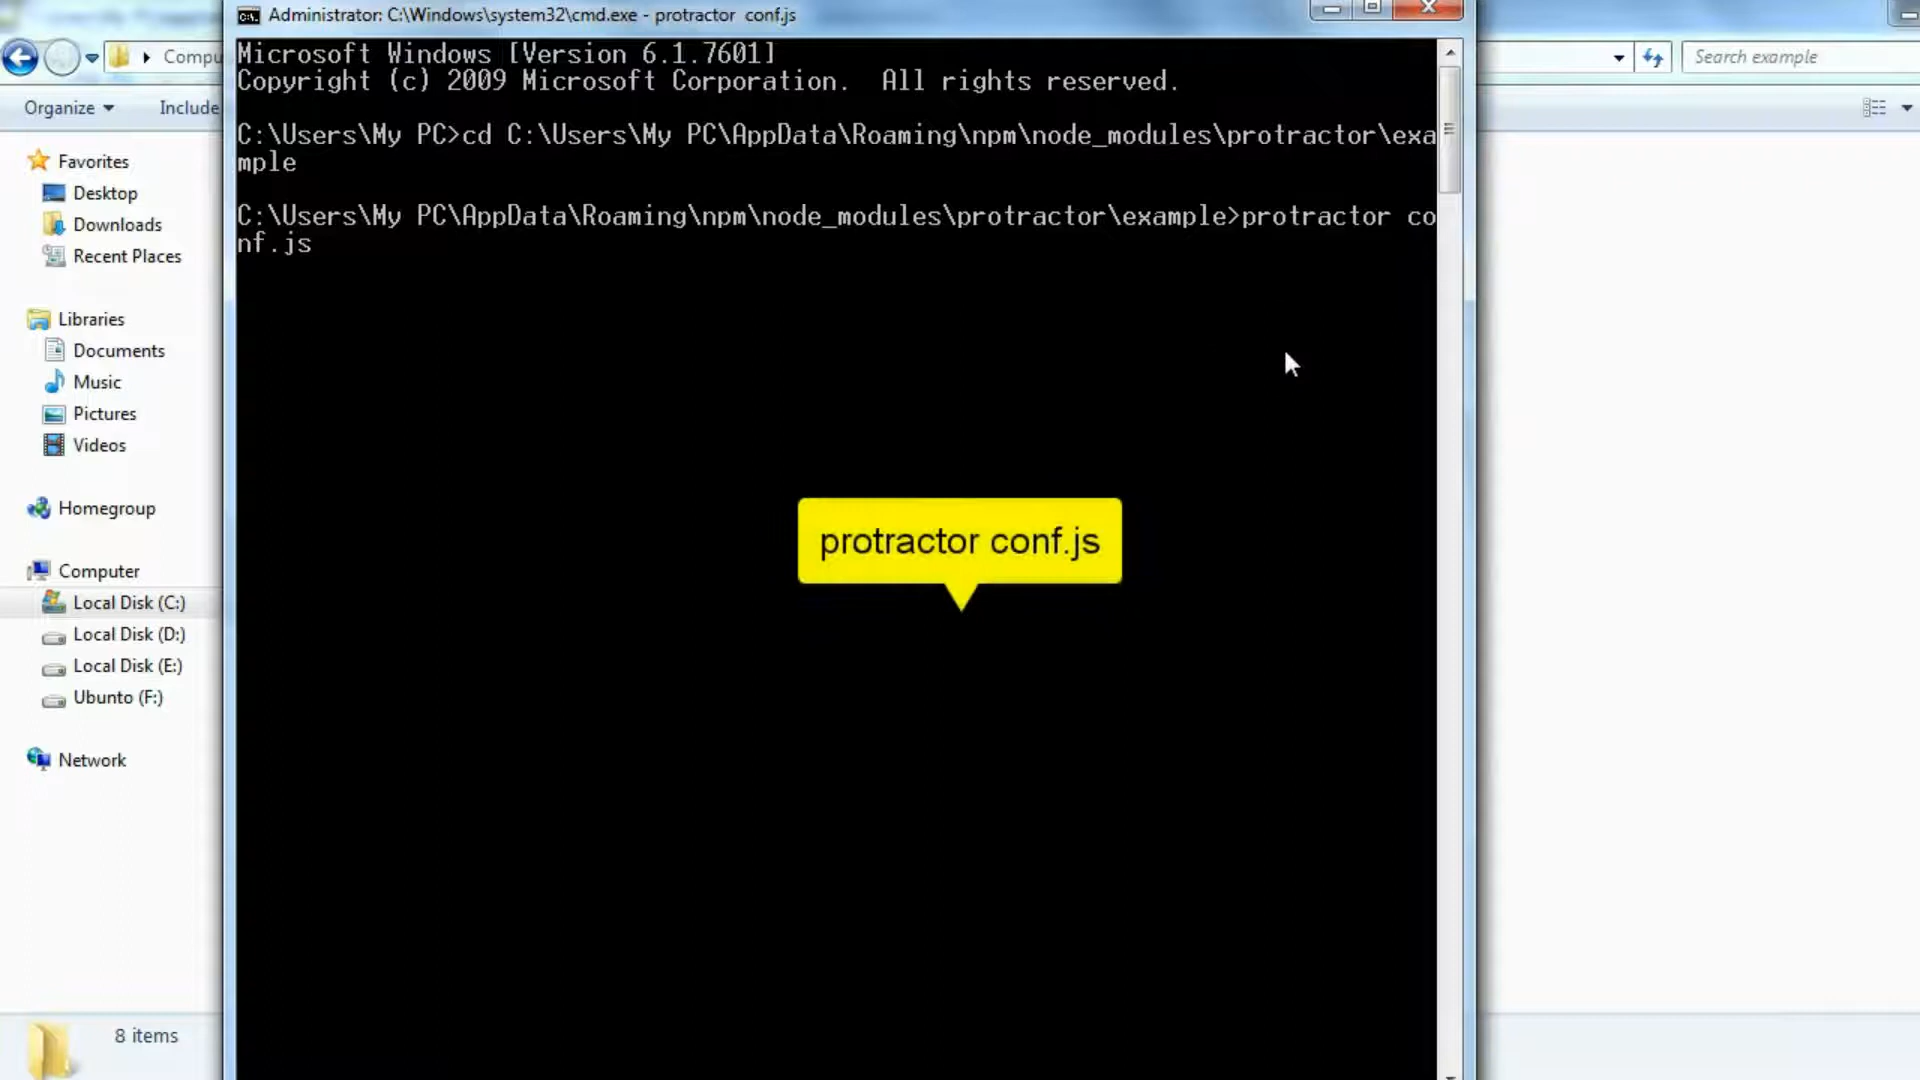 Administrator: C:\Windows\system32\cmd.exe - protractor  conf.js
Compu
Search example
Organize
Include
Microsoft Windows [Version 6.1.7601]
Copyright (c) 2009 Microsoft Corporation.  All rights reserved.
C:\Users\My PC>cd C:\Users\My PC\AppData\Roaming\npm\node_modules\protractor\exa
mple
C:\Users\My PC\AppData\Roaming\npm\node_modules\protractor\example>protractor co
nf.js
protractor conf.js
Favorites
Desktop
Downloads
Recent Places
Libraries
Documents
Music
Pictures
Videos
Homegroup
Computer
Local Disk (C:)
Local Disk (D:)
Local Disk (E:)
Ubunto (F:)
Network
8 items